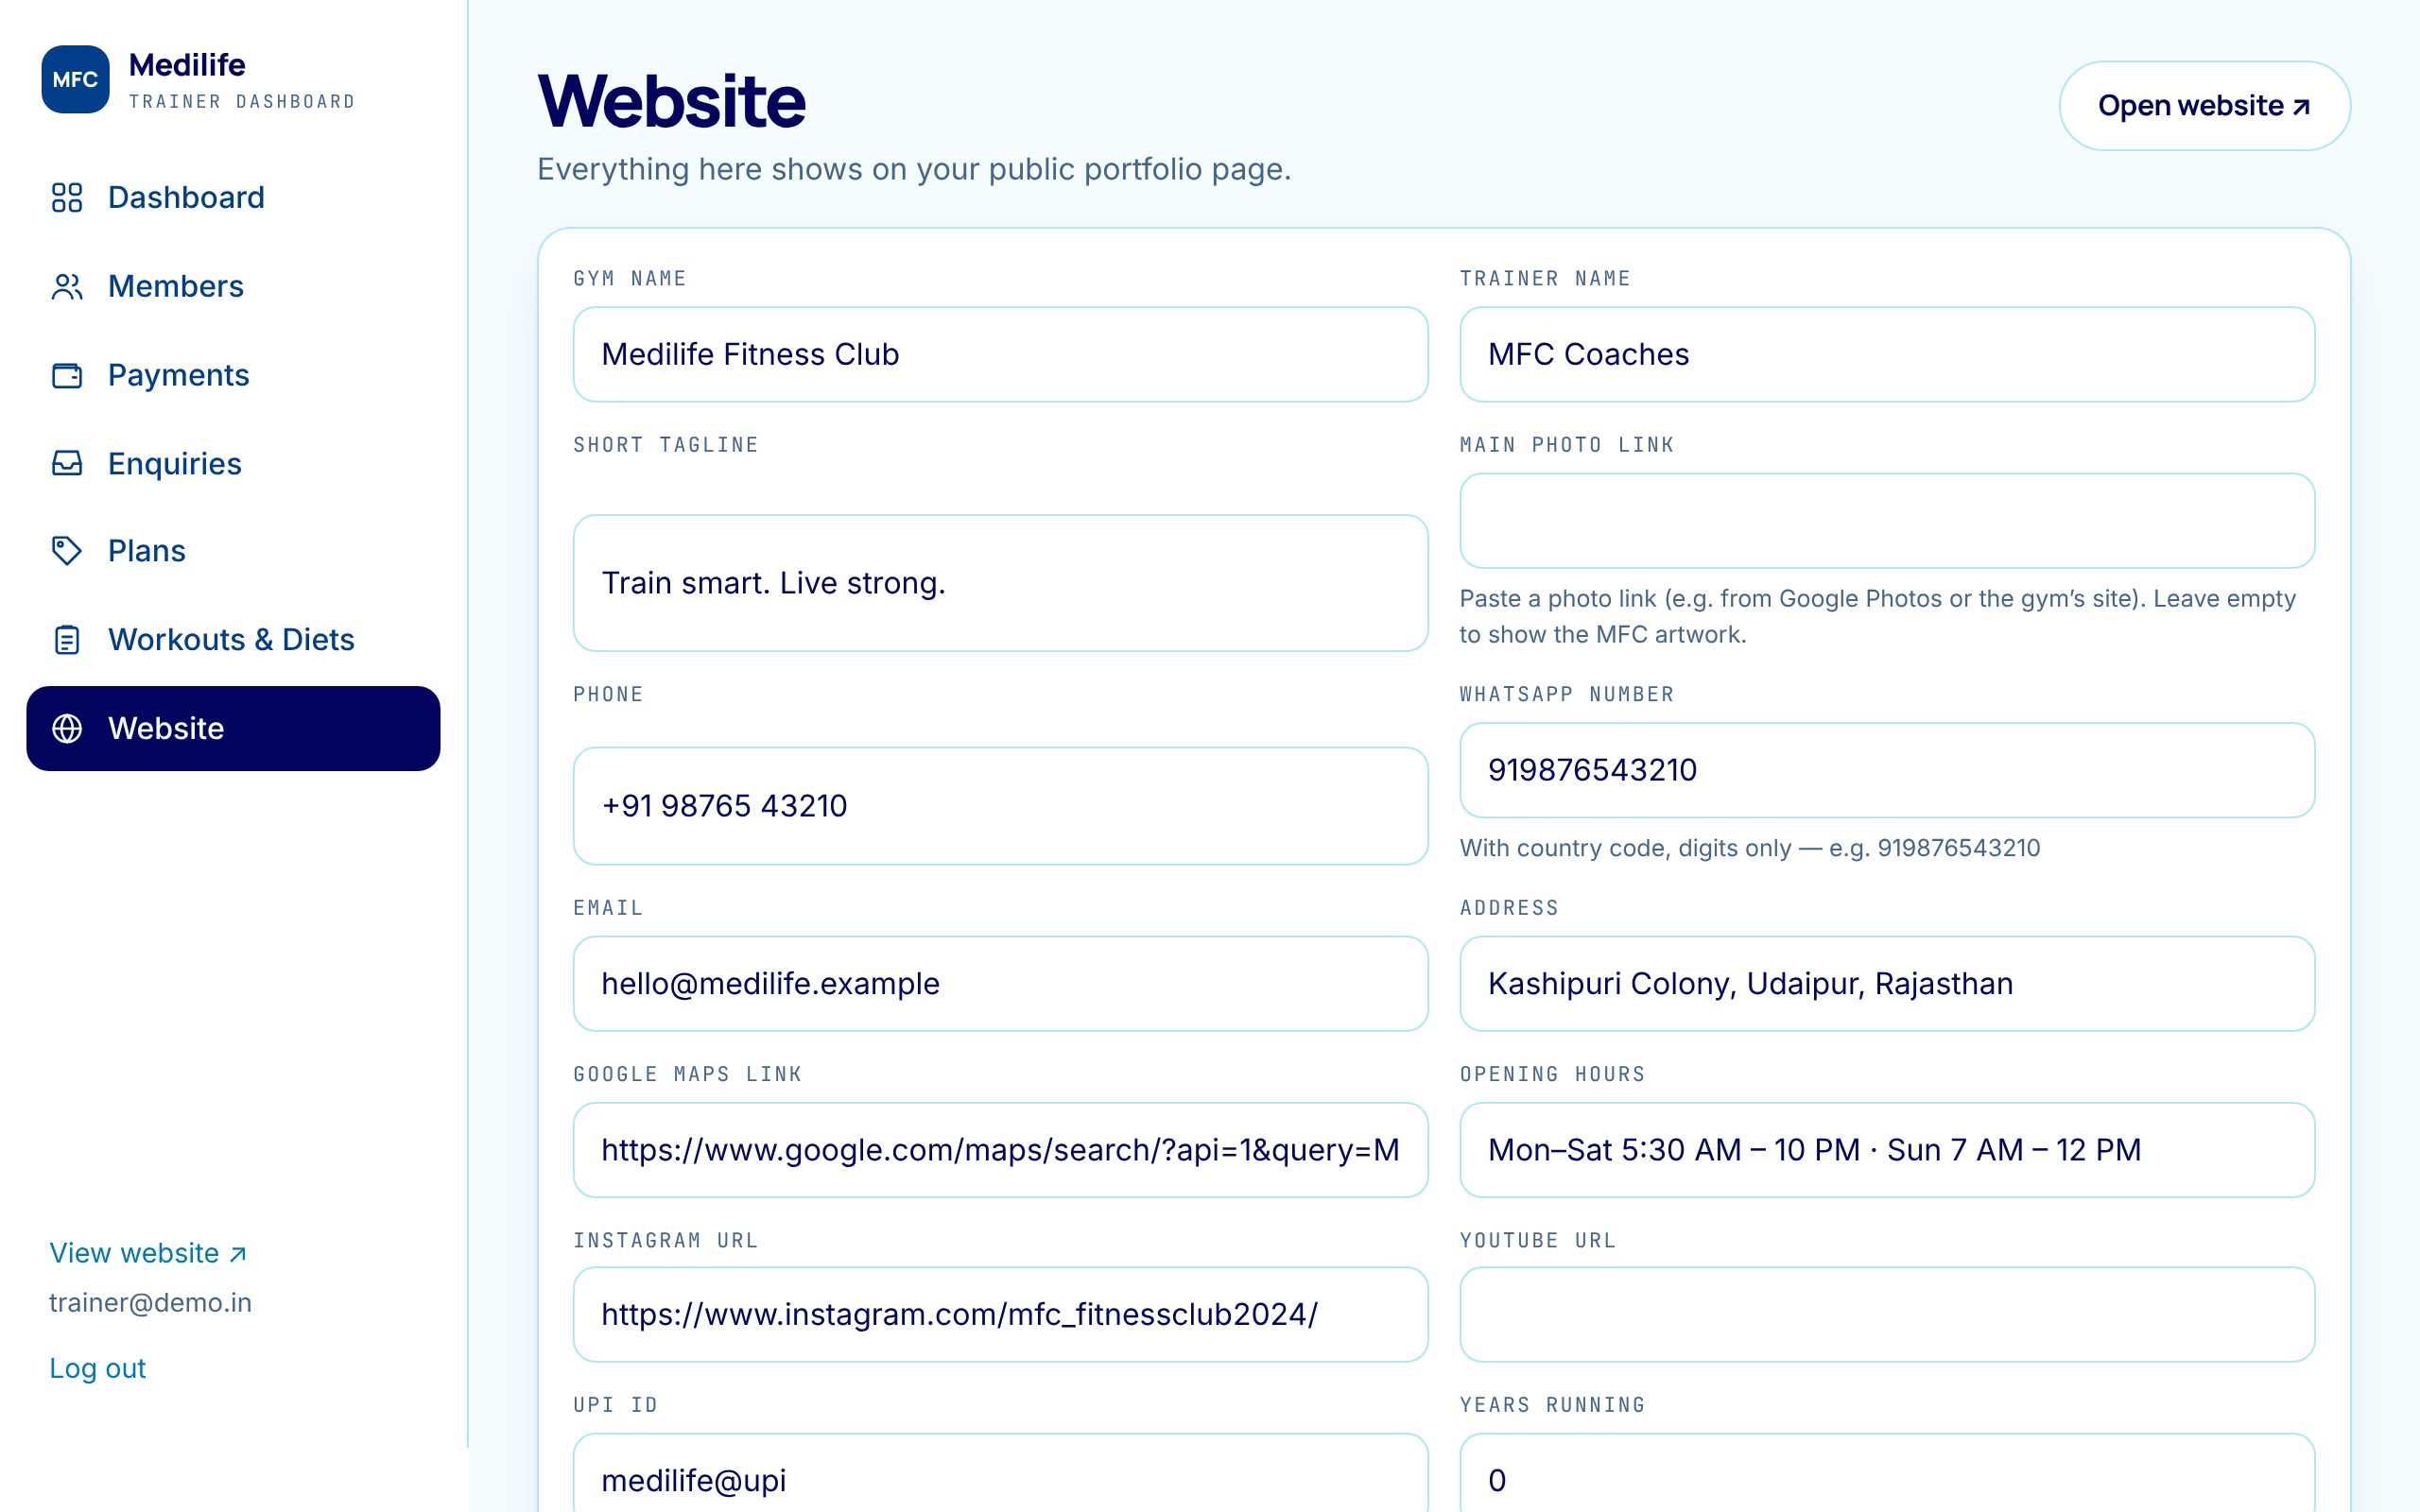 MFC
Medilife
TRAINER DASHBOARD
Dashboard
Members
Payments
Enquiries
Plans
Workouts & Diets
Website
View website ↗
trainer@demo.in
Log out
Website
Everything here shows on your public portfolio page.
Open website ↗
GYM NAME
Medilife Fitness Club
TRAINER NAME
MFC Coaches
SHORT TAGLINE
Train smart. Live strong.
MAIN PHOTO LINK
Paste a photo link (e.g. from Google Photos or the gym’s site). Leave empty
to show the MFC artwork.
PHONE
+91 98765 43210
WHATSAPP NUMBER
919876543210
With country code, digits only — e.g. 919876543210
EMAIL
hello@medilife.example
ADDRESS
Kashipuri Colony, Udaipur, Rajasthan
GOOGLE MAPS LINK
https://www.google.com/maps/search/?api=1&query=M
OPENING HOURS
Mon–Sat 5:30 AM – 10 PM · Sun 7 AM – 12 PM
INSTAGRAM URL
https://www.instagram.com/mfc_fitnessclub2024/
YOUTUBE URL
UPI ID
medilife@upi
YEARS RUNNING
0